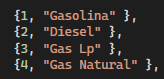 {1, "Gasolina" },
{2, "Diesel" },
{3, "Gas Lp" },
{4, "Gas Natural" },